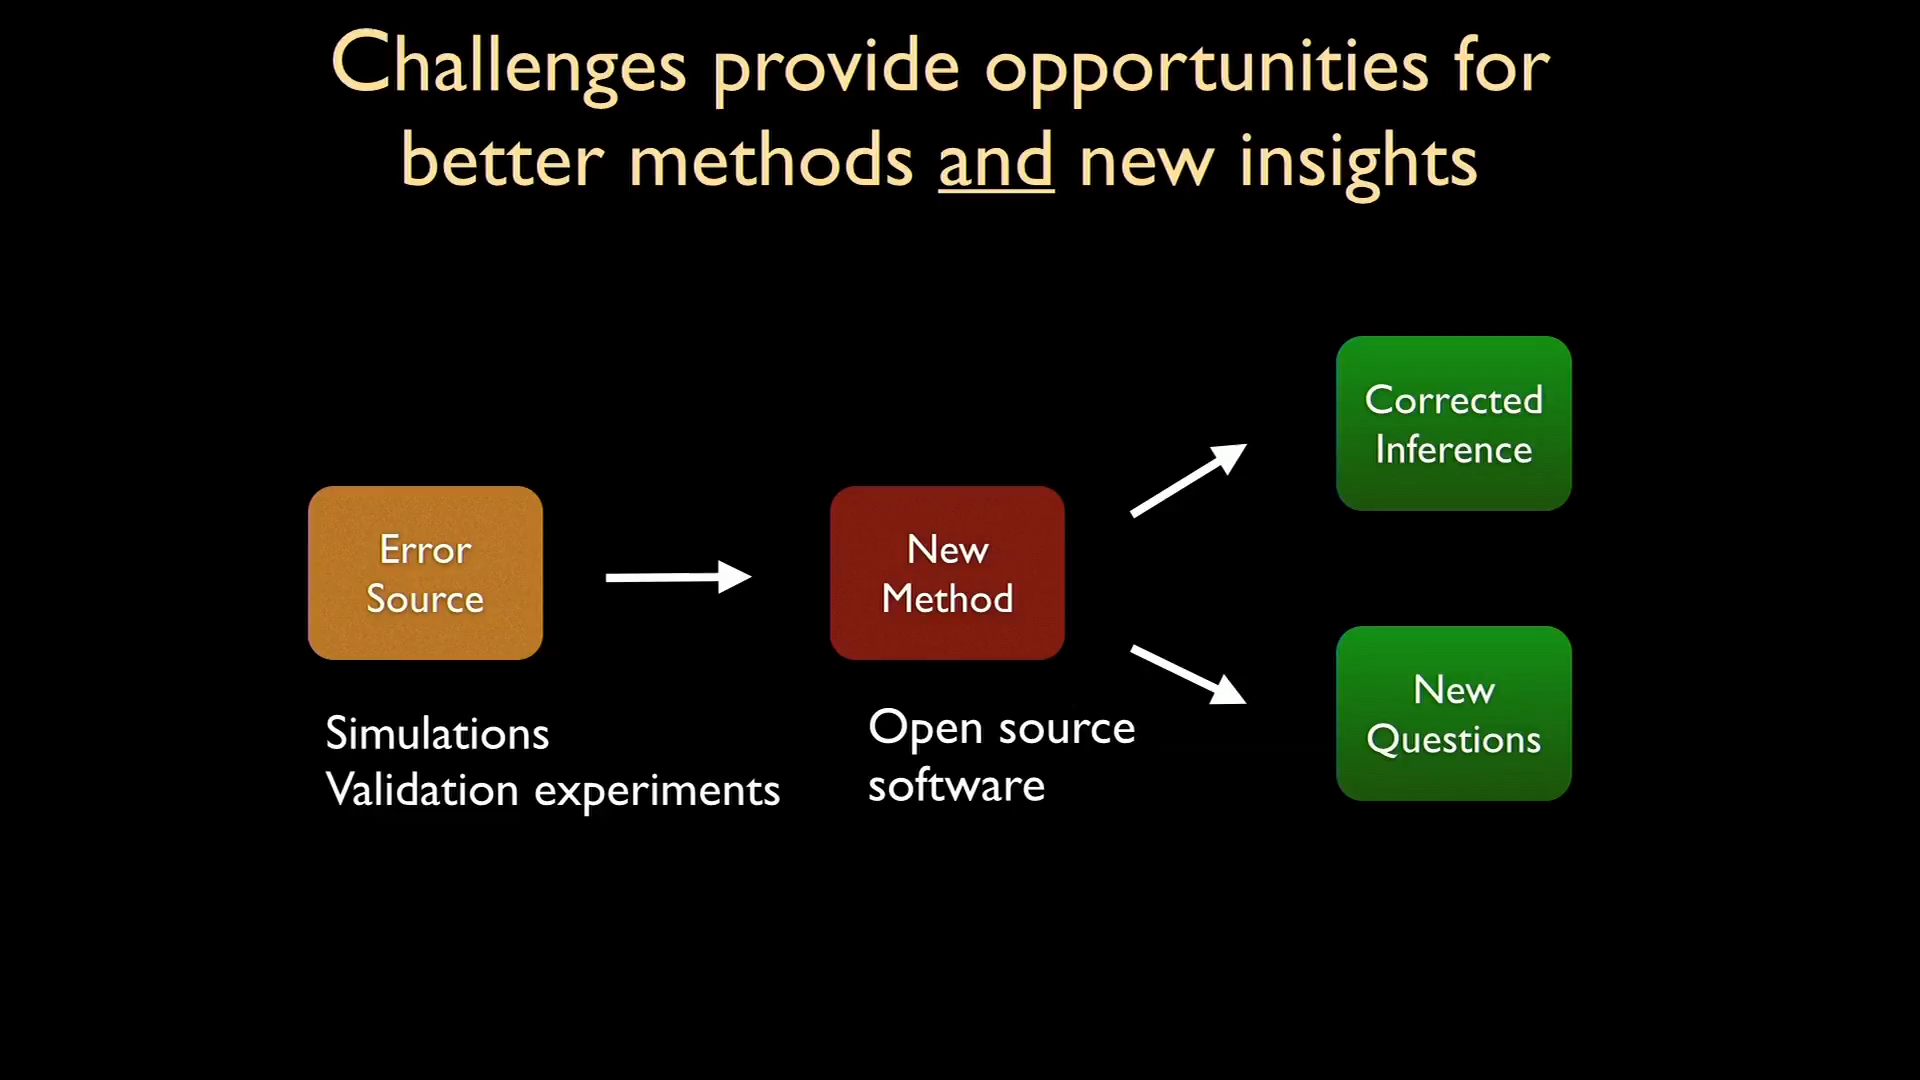 Challenges provide opportunities for
better methods and new insights
Error
Source
Simulations
Validation experiments
New
Method
Open source
software
Corrected
Inference
New
Questions